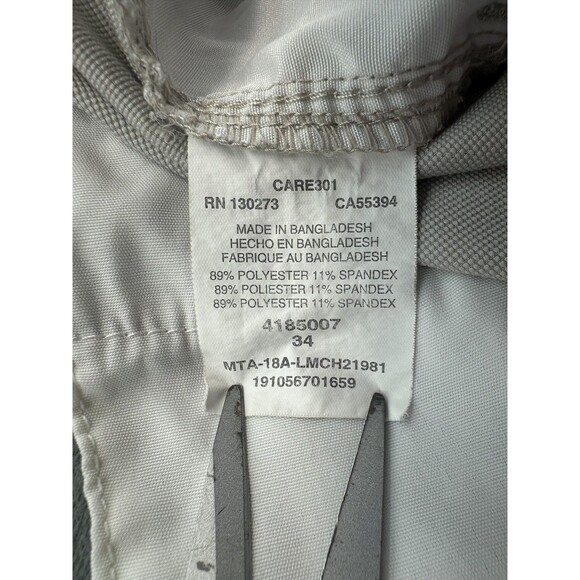 CARE301
RN 130273 CA55394
MADE IN BANGLADESH
HECHO EN BANGLADESH
FABRIQUE AU BANGLADESH
89% POLYESTER 11% SPANDEX
89% POLIESTER 11% SPANDEX
89% POLYESTER 11% SPANDEX
4185007
34
MTA-18A-LMCH21981
191056701659